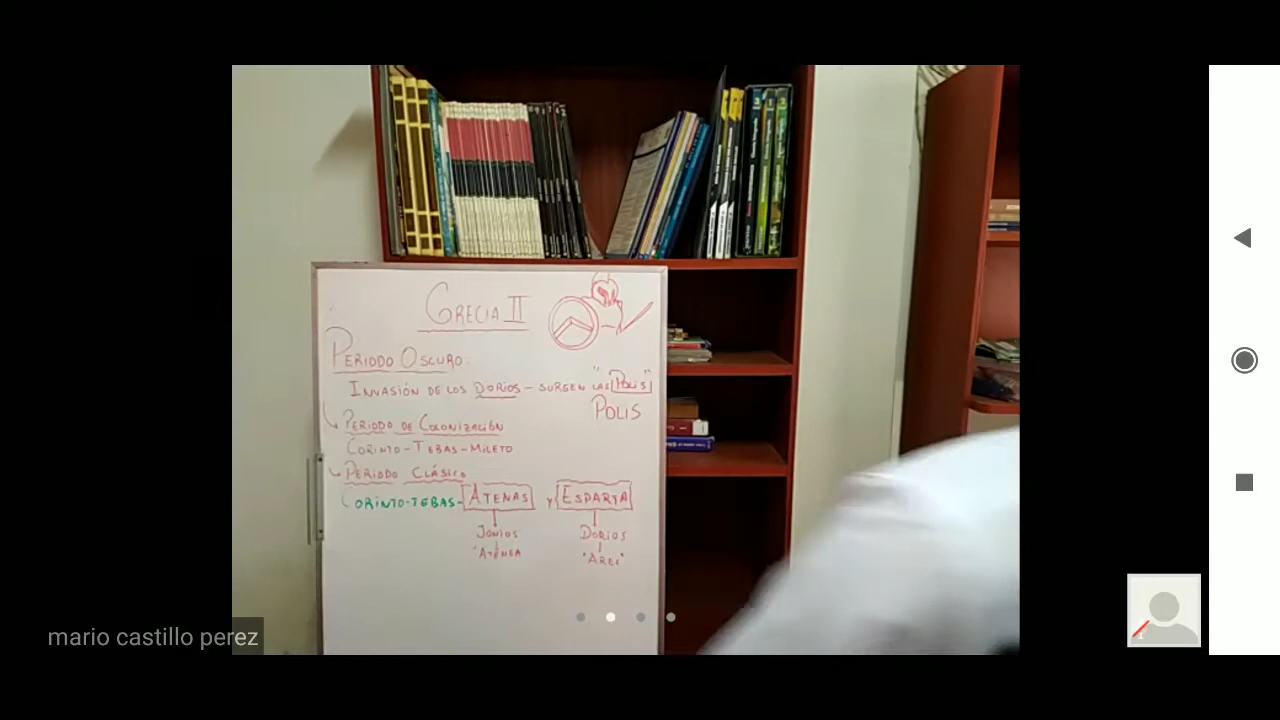 GRECIA II
PERIODO OSCURO.
INVASIÓN DE LOS DORIOS - SURGEN LAS "POLIS"
POLIS
PERIODO DE COLONIZACIÓN
CORINTO - TEBAS - MILETO
PERIODO CLÁSICO
CORINTO - TEBAS - ATENAS Y ESPARTA
JONIOS DORIOS
"ATENEA "ARES"
mario castillo perez